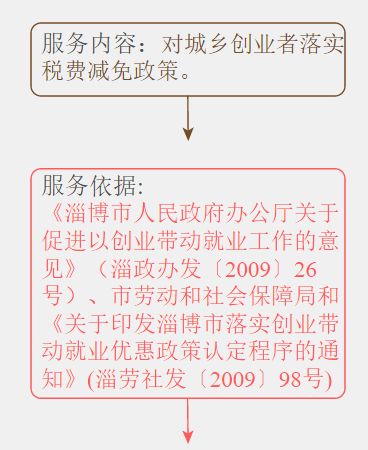 服务内容：对城乡创业者落实
税费减免政策。
服务依据:
《淄博市人民政府办公厅关于
促进以创业带动就业工作的意
见》（淄政办发〔2009〕26
号）、市劳动和社会保障局和
《关于印发淄博市落实创业带
动就业优惠政策认定程序的通
知》(淄劳社发〔2009〕98号)